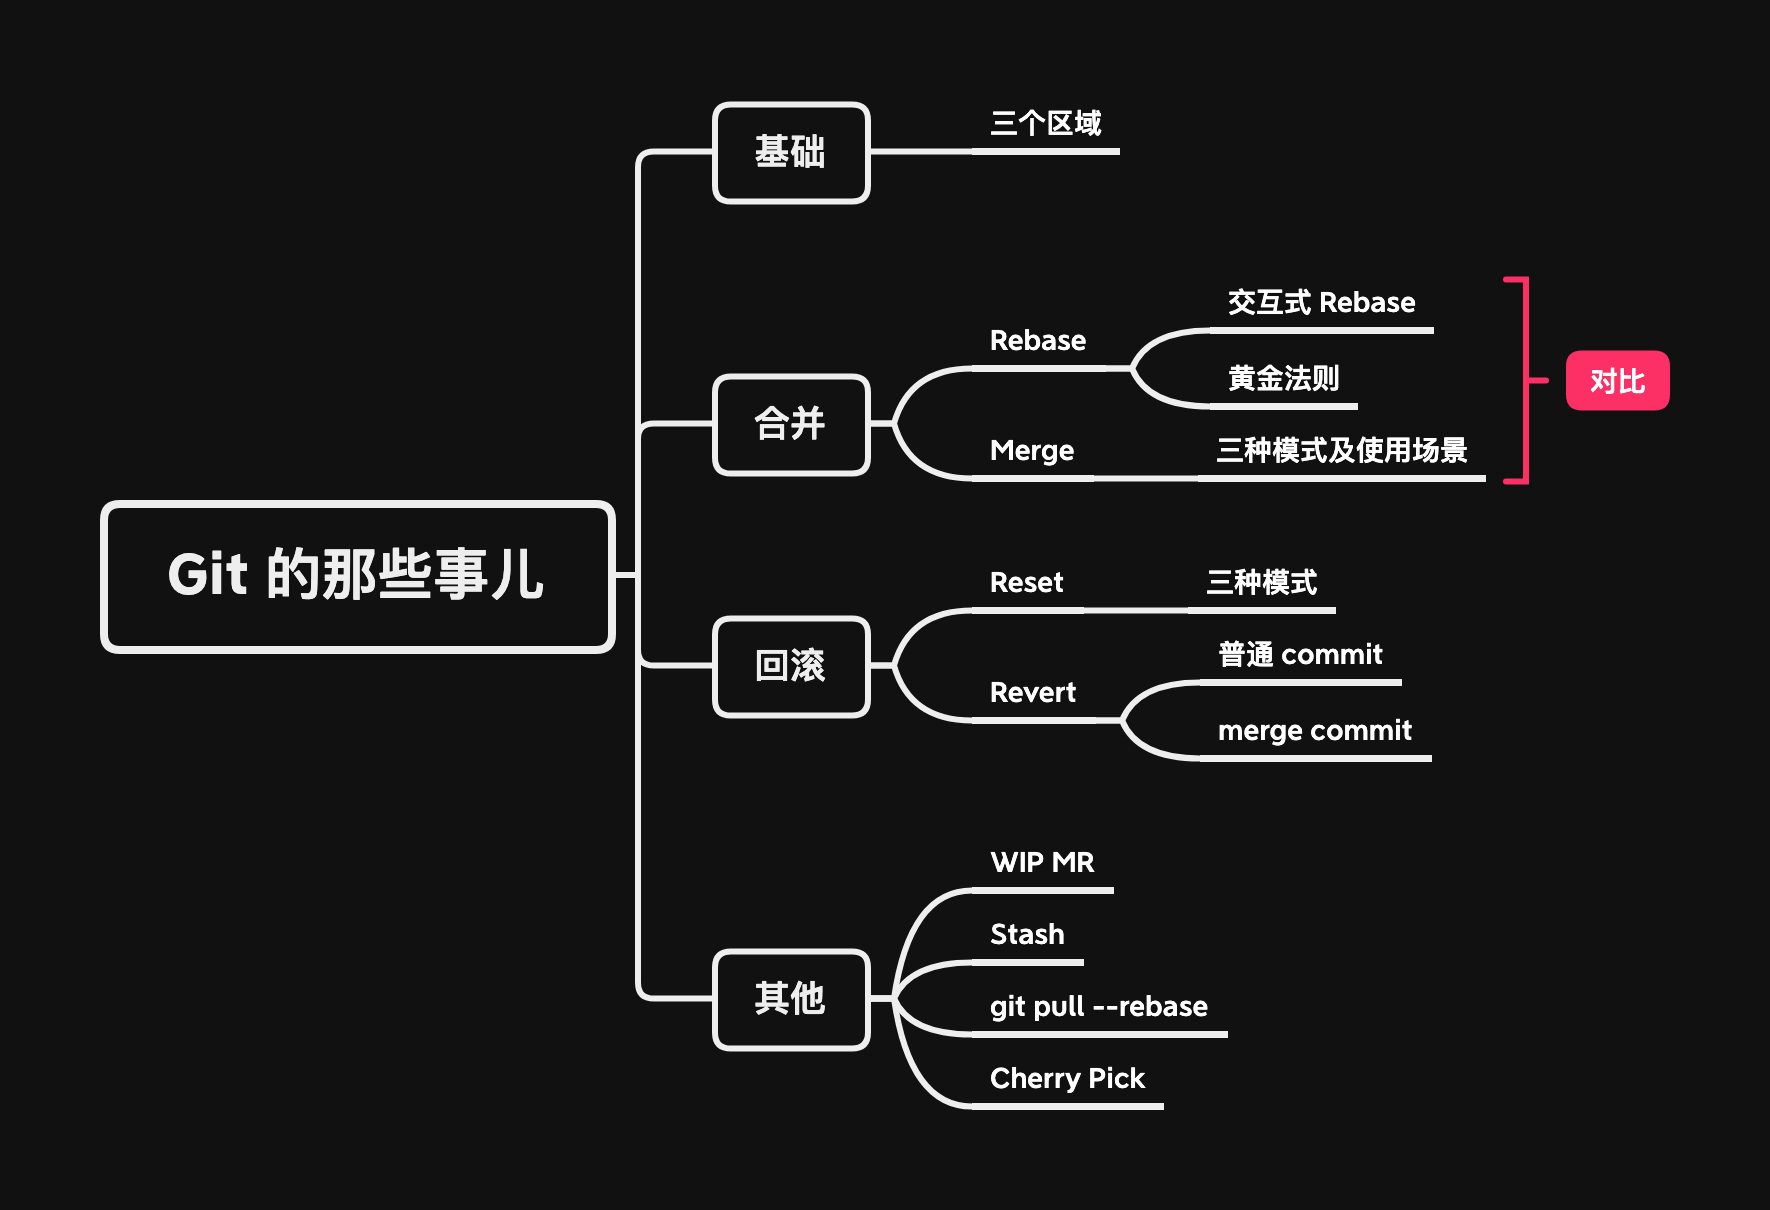 Git 的那些事儿
基础
三个区域
合并
Rebase
交互式 Rebase
黄金法则
Merge
三种模式及使用场景
对比
回滚
Reset
三种模式
Revert
普通 commit
merge commit
其他
WIP MR
Stash
git pull --rebase
Cherry Pick